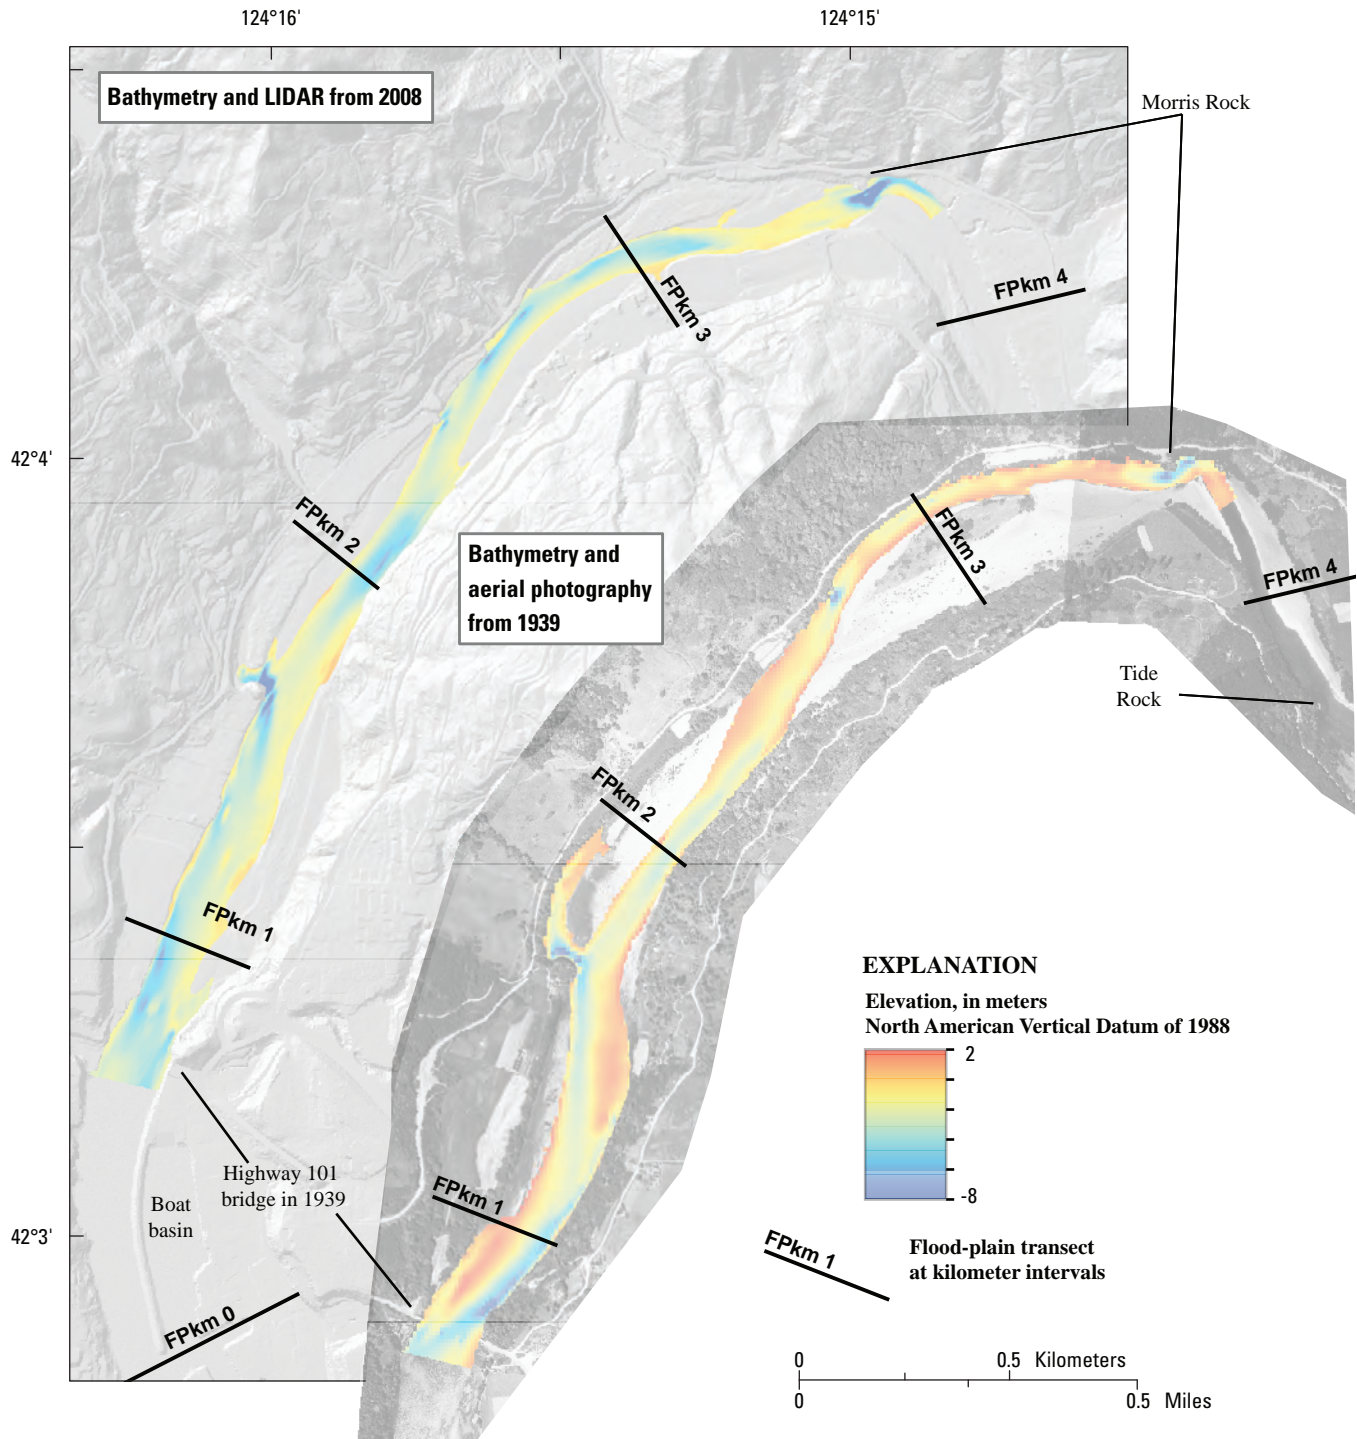 124°16'
124°15'
Bathymetry and LIDAR from 2008
Morris Rock
FPkm 3
FPkm 4
42°4'
FPkm 2
Bathymetry and
aerial photography
from 1939
FPkm 3
FPkm 4
Tide
Rock
FPkm 2
FPkm 1
EXPLANATION
Elevation, in meters
North American Vertical Datum of 1988
2
-8
Highway 101
bridge in 1939
Boat
basin
FPkm 1
42°3'
FPkm 0
FPkm 1
Flood-plain transect
at kilometer intervals
0 0.5 Kilometers
0 0.5 Miles